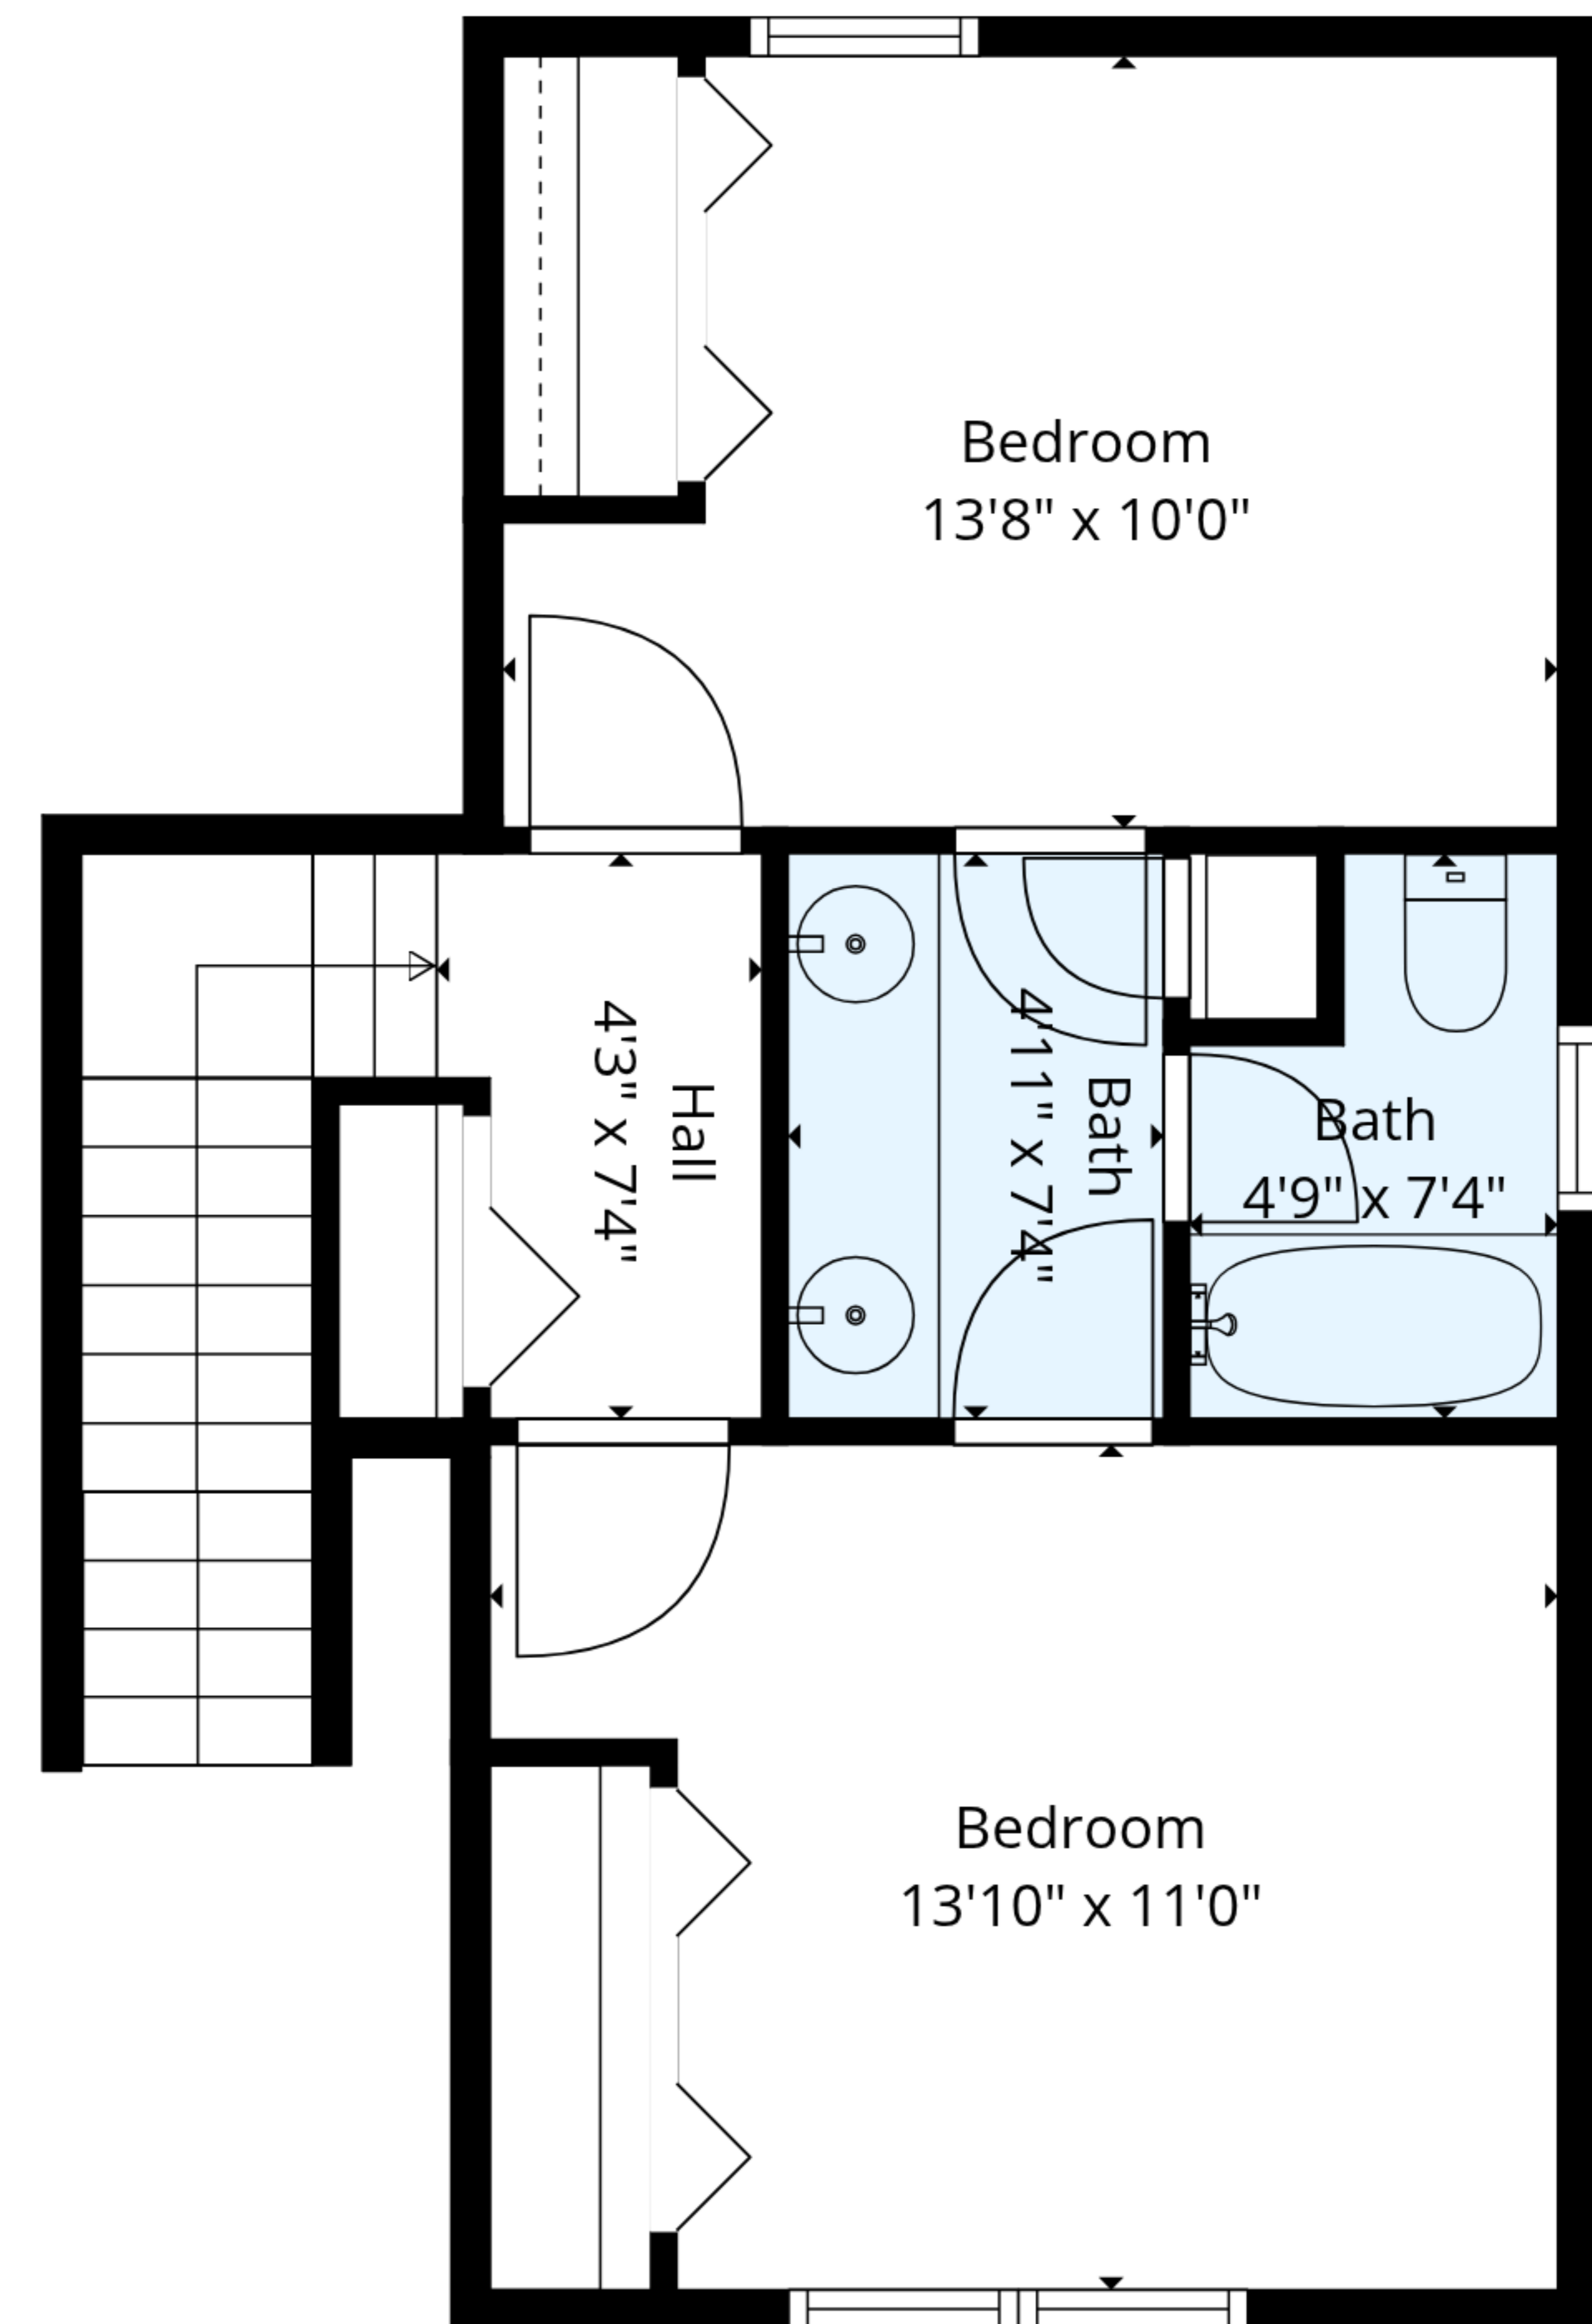 Bedroom
13'8" x 10'0"
Hall
4'3" x 7'4"
Bath
4'11" x 7'4"
Bath
4'9" x 7'4"
Bedroom
13'10" x 11'0"